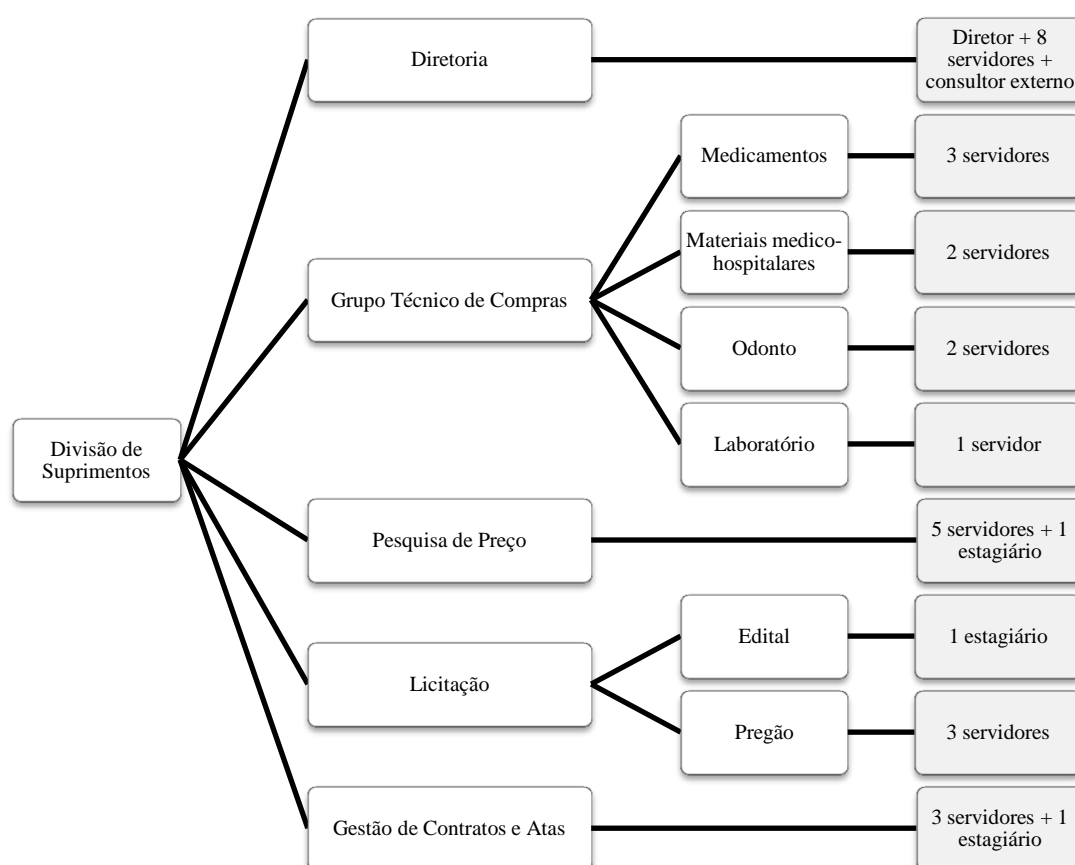 Diretoria
Diretor + 8
servidores +
consultor externo
Medicamentos
3 servidores
Materiais medico-
hospitalares
2 servidores
Grupo Técnico de Compras
Odonto
2 servidores
Laboratório
1 servidor
Divisão de
Suprimentos
Pesquisa de Preço
5 servidores + 1
estagiário
Edital
1 estagiário
Licitação
Pregão
3 servidores
Gestão de Contratos e Atas
3 servidores + 1
estagiário